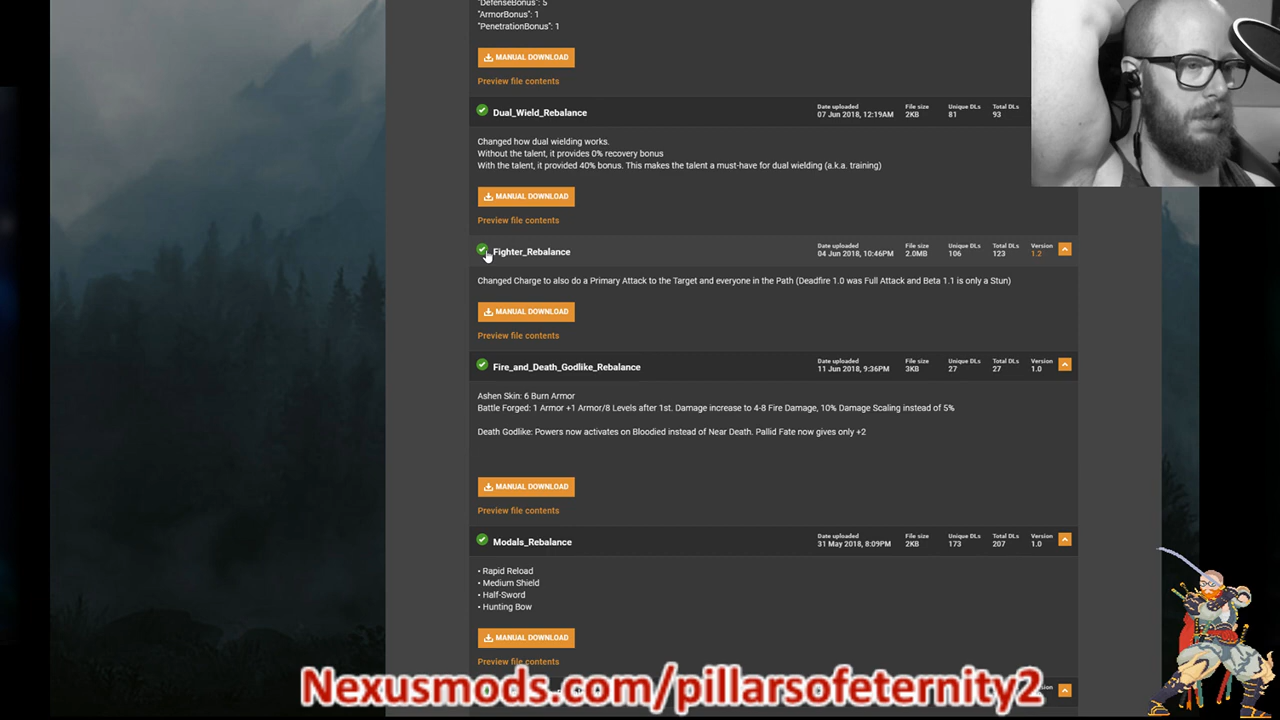 "DefenseBonus": 5
"ArmorBonus": 1
"PenetrationBonus": 1
MANUAL DOWNLOAD
Preview file contents
Dual_Wield_Rebalance
Date uploaded File size Unique DLs Total DLs
07 Jun 2018, 12:19AM 2KB 81 93
Changed how dual wielding works.
Without the talent, it provides 0% recovery bonus
With the talent, it provided 40% bonus. This makes the talent a must-have for dual wielding (a.k.a. training)
MANUAL DOWNLOAD
Preview file contents
Fighter_Rebalance
Date uploaded File size Unique DLs Total DLs Version
04 Jun 2018, 10:46PM 2.0MB 106 123 1.2
Changed Charge to also do a Primary Attack to the Target and everyone in the Path (Deadfire 1.0 was Full Attack and Beta 1.1 is only a Stun)
MANUAL DOWNLOAD
Preview file contents
Fire_and_Death_Godlike_Rebalance
Date uploaded File size Unique DLs Total DLs Version
11 Jun 2018, 9:36PM 3KB 27 27 1.0
Ashen Skin: 6 Burn Armor
Battle Forged: 1 Armor +1 Armor/8 Levels after 1st. Damage increase to 4-8 Fire Damage, 10% Damage Scaling instead of 5%
Death Godlike: Powers now activates on Bloodied instead of Near Death. Pallid Fate now gives only +2
MANUAL DOWNLOAD
Preview file contents
Modals_Rebalance
Date uploaded File size Unique DLs Total DLs Version
31 May 2018, 8:09PM 2KB 173 207 1.0
• Rapid Reload
• Medium Shield
• Half-Sword
• Hunting Bow
MANUAL DOWNLOAD
Preview file contents
Nexusmods.com/pillarsofeternity2